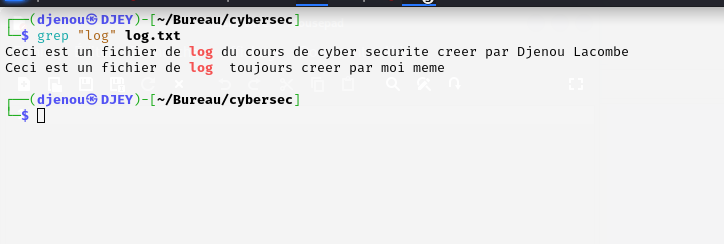 ┌──(djenou㉿DJEY)-[~/Bureau/cybersec]
└─$ grep "log" log.txt
Ceci est un fichier de log du cours de cyber securite creer par Djenou Lacombe
Ceci est un fichier de log  toujours creer par moi meme
┌──(djenou㉿DJEY)-[~/Bureau/cybersec]
└─$